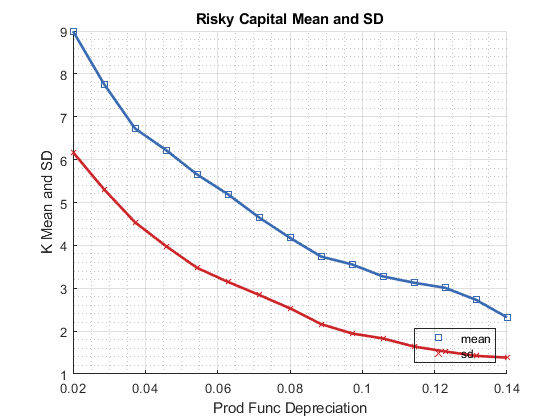 Risky Capital Mean and SD
9
8
7
6
5
4
3
2
1
K Mean and SD
mean
sd
0.02 0.04 0.06 0.08 0.1 0.12 0.14
Prod Func Depreciation